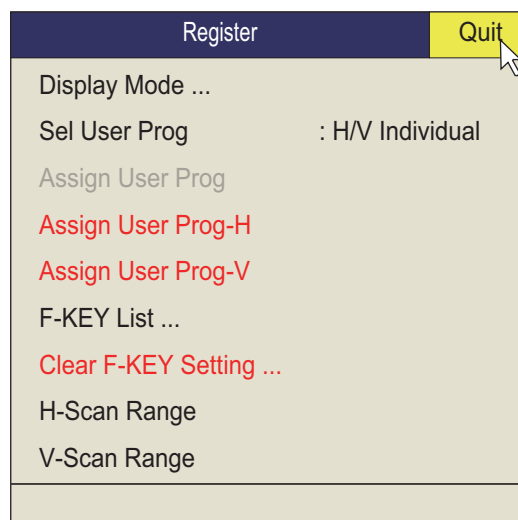 Register Quit
Display Mode ...
Sel User Prog : H/V Individual
Assign User Prog
Assign User Prog-H
Assign User Prog-V
F-KEY List ...
Clear F-KEY Setting ...
H-Scan Range
V-Scan Range